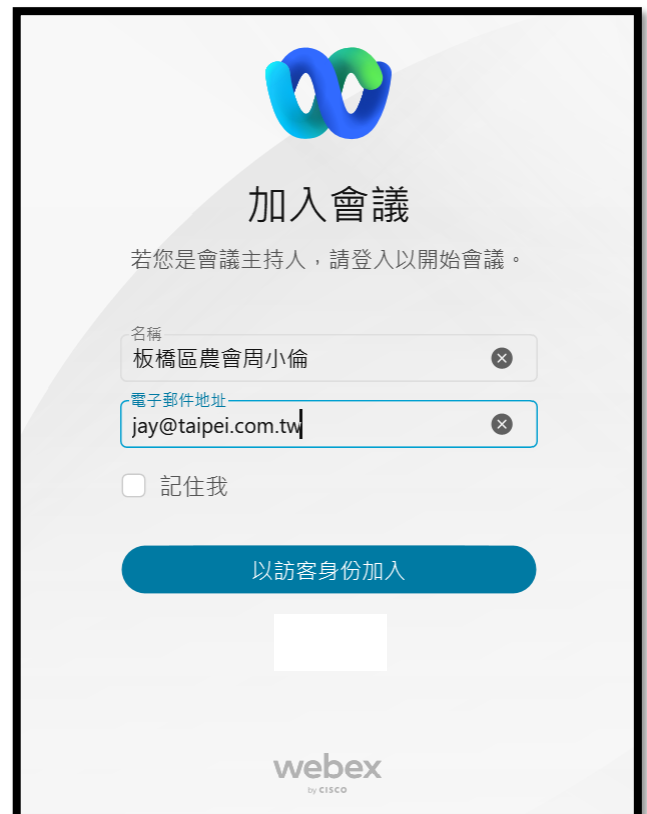 加入會議
若您是會議主持人，請登入以開始會議。
名稱
板橋區農會周小倫
電子郵件地址
jay@taipei.com.tw
記住我
以訪客身份加入
webex
by CISCO